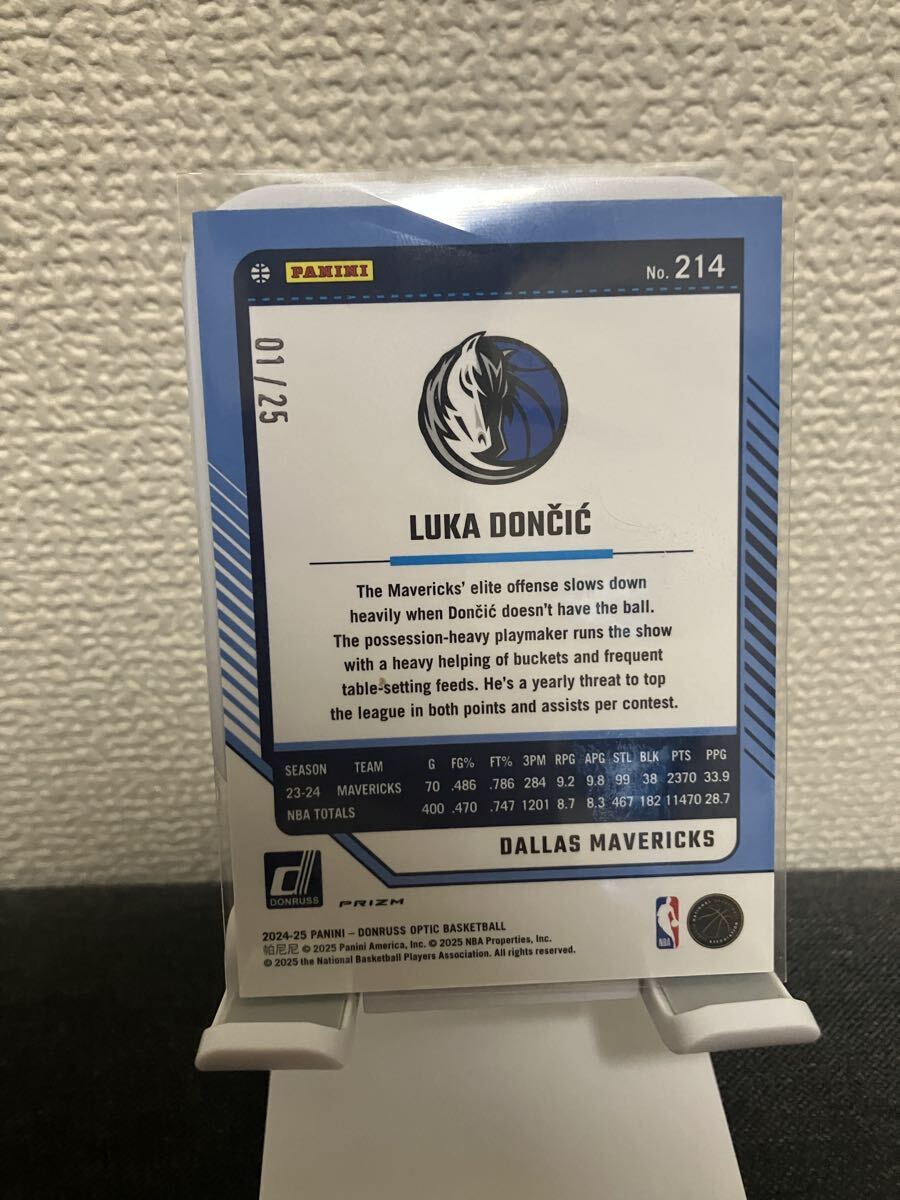 PANINI
No. 214
01/25
LUKA DONČIĆ
The Mavericks' elite offense slows down
heavily when Dončić doesn't have the ball.
The possession-heavy playmaker runs the show
with a heavy helping of buckets and frequent
table-setting feeds. He's a yearly threat to top
the league in both points and assists per contest.
SEASON TEAM G FG% FT% 3PM RPG APG STL BLK PTS PPG
23-24 MAVERICKS 70 .486 .786 284 9.2 9.8 99 38 2370 33.9
NBA TOTALS 400 .470 .747 1201 8.7 8.3 467 182 11470 28.7
DALLAS MAVERICKS
DONRUSS
PRIZM
NBA
2024-25 PANINI – DONRUSS OPTIC BASKETBALL
帕尼尼 © 2025 Panini America, Inc. © 2025 NBA Properties, Inc.
© 2025 the National Basketball Players Association. All rights reserved.